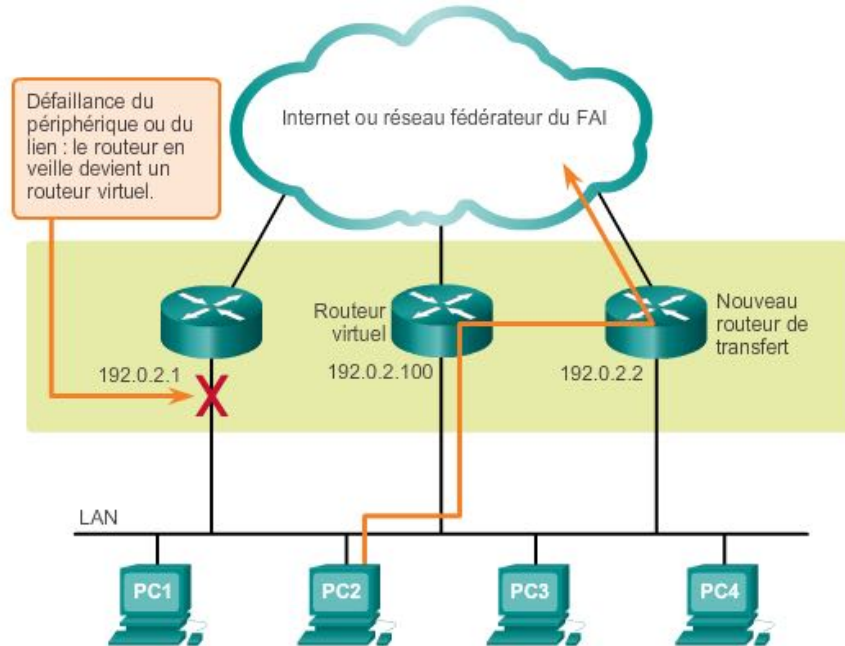 Défaillance du
périphérique ou du
lien : le routeur en
veille devient un
routeur virtuel.
Internet ou réseau fédérateur du FAI
Routeur
virtuel
Nouveau
routeur de
transfert
192.0.2.1
192.0.2.100
192.0.2.2
LAN
PC1
PC2
PC3
PC4